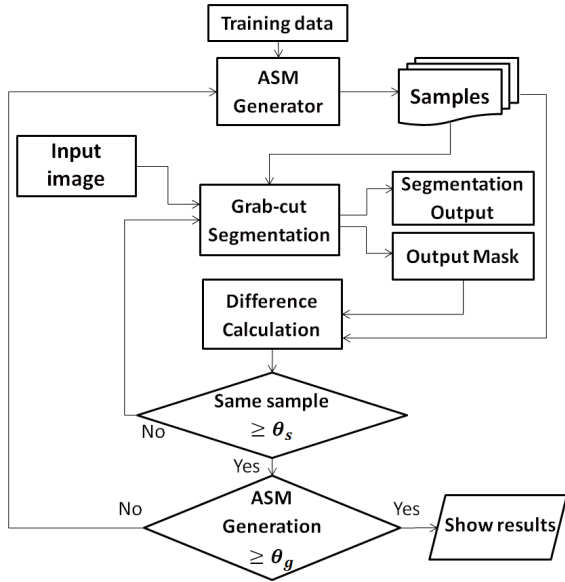 Training data
ASM
Generator
Samples
Input
image
Grab-cut
Segmentation
Segmentation
Output
Output Mask
Difference
Calculation
Same sample
≥ θs
No
Yes
ASM
Generation
≥ θg
No
Yes
Show results